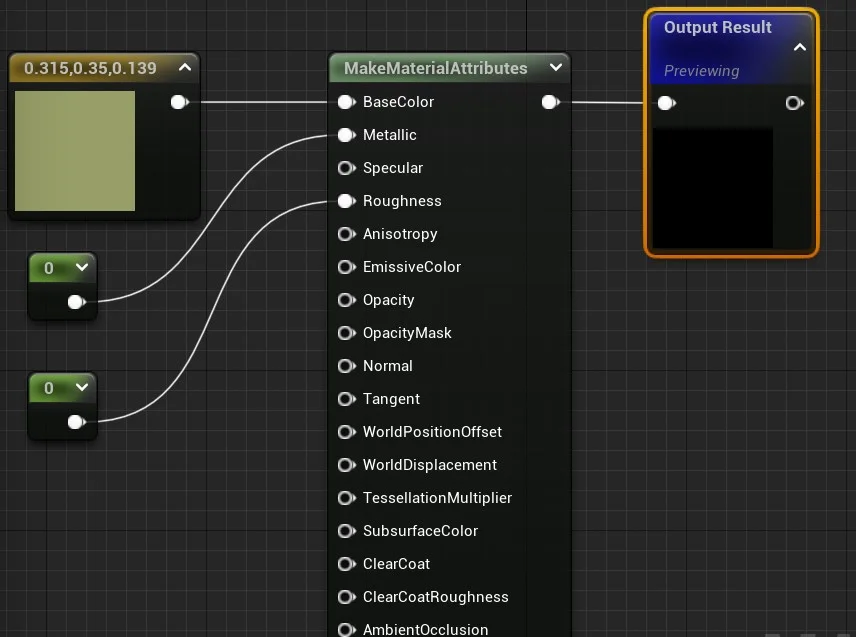 0.315,0.35,0.139
0
0
MakeMaterialAttributes
BaseColor
Metallic
Specular
Roughness
Anisotropy
EmissiveColor
Opacity
OpacityMask
Normal
Tangent
WorldPositionOffset
WorldDisplacement
TessellationMultiplier
SubsurfaceColor
ClearCoat
ClearCoatRoughness
AmbientOcclusion
Output Result
Previewing